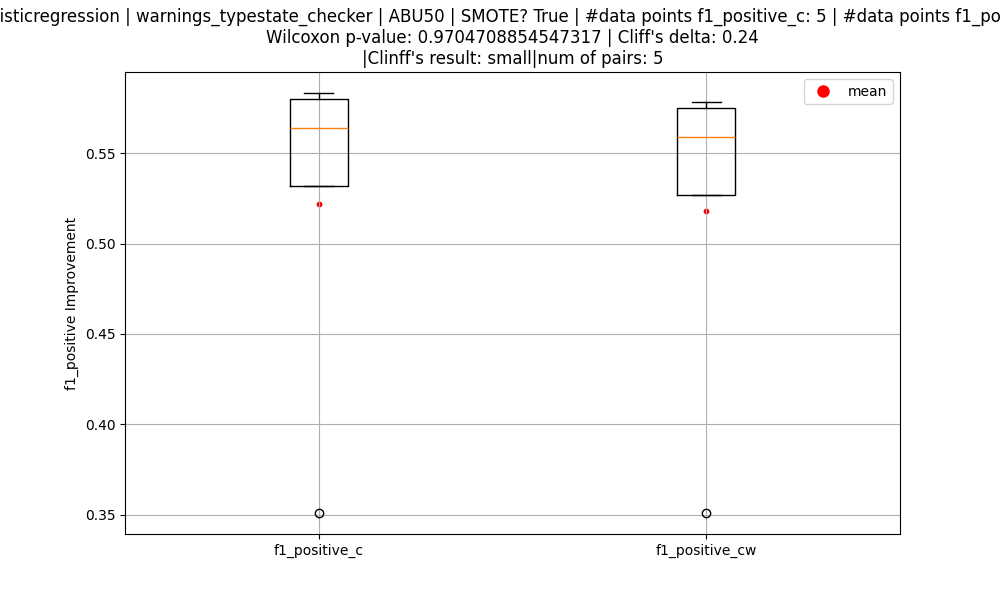 isticregression | warnings_typestate_checker | ABU50 | SMOTE? True | #data points f1_positive_c: 5 | #data points f1_po
Wilcoxon p-value: 0.9704708854547317 | Cliff's delta: 0.24
|Clinff's result: small|num of pairs: 5
mean
0.55
0.50
0.45
0.40
0.35
f1_positive Improvement
f1_positive_c
f1_positive_cw